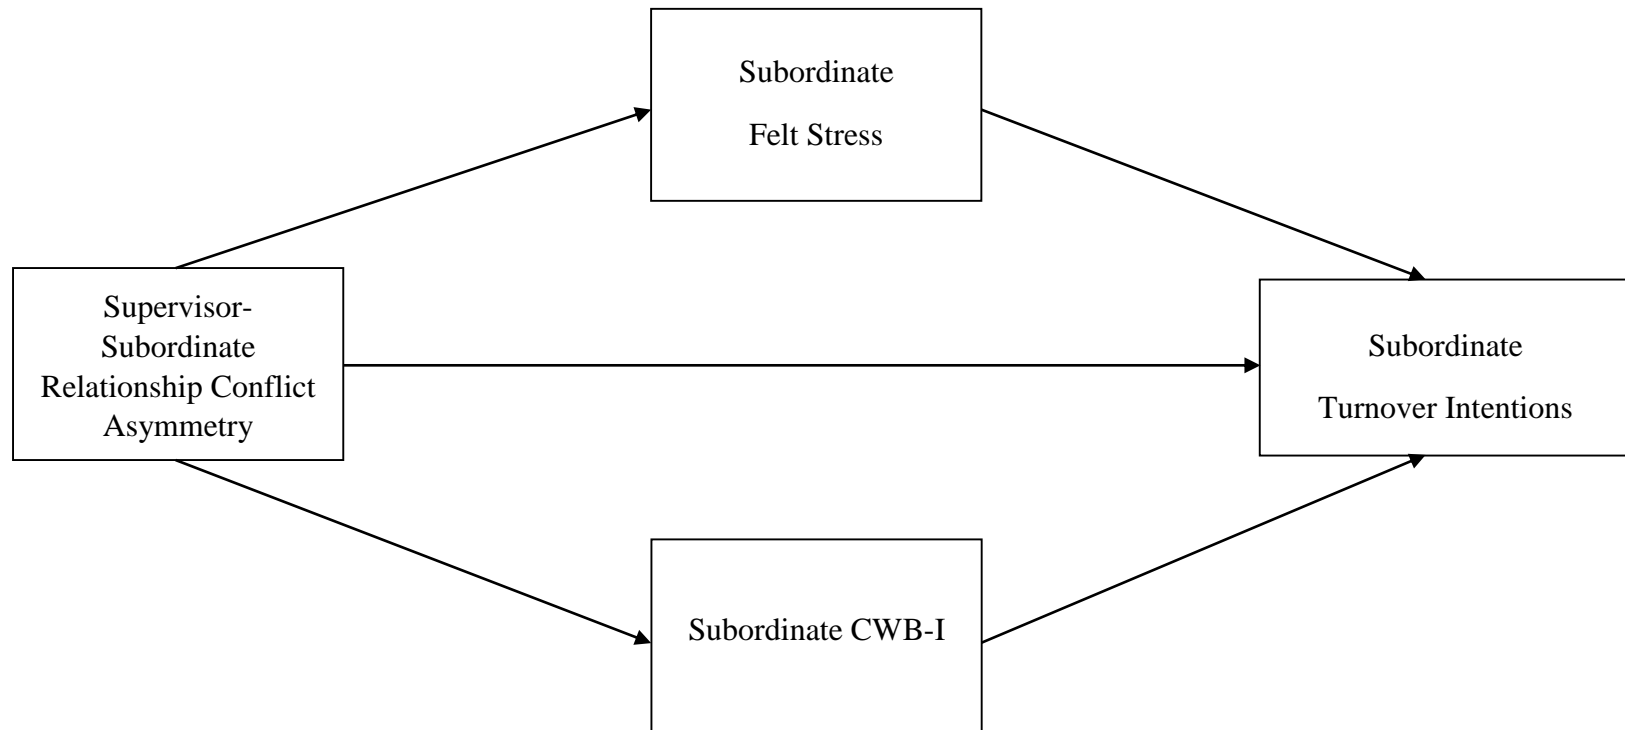 Subordinate
Felt Stress
Supervisor-
Subordinate
Relationship Conflict
Asymmetry
Subordinate
Turnover Intentions
Subordinate CWB-I